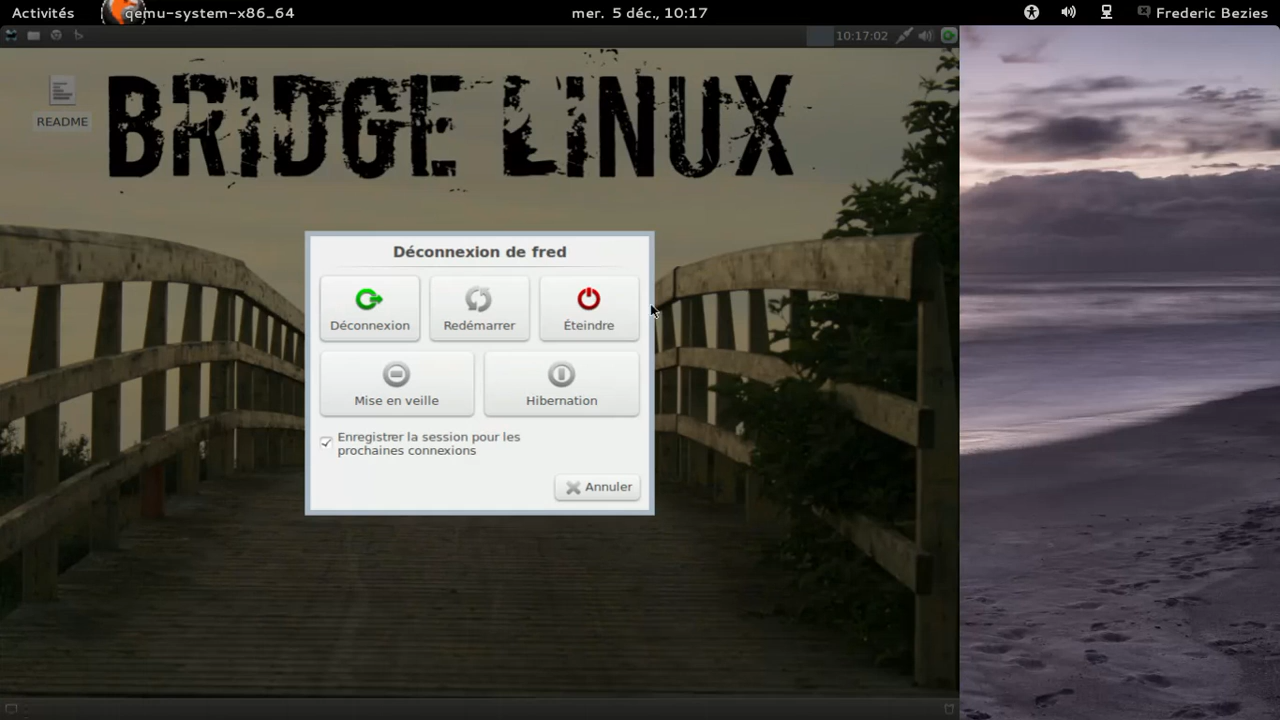 Activités
qemu-system-x86_64
mer. 5 déc., 10:17
Frederic Bezies
10:17:02
README
BRIDGE LINUX
Déconnexion de fred
Déconnexion
Redémarrer
Éteindre
Mise en veille
Hibernation
Enregistrer la session pour les
prochaines connexions
Annuler